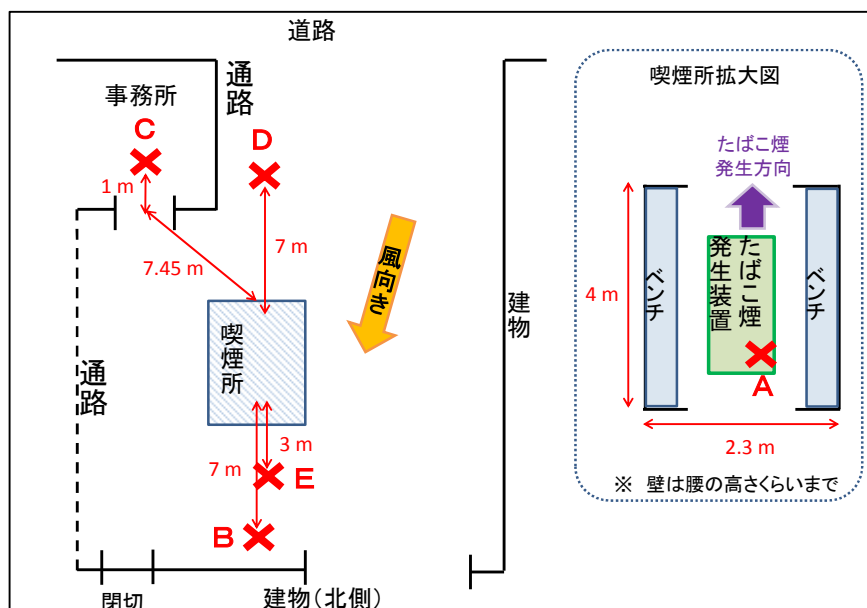 道路
事務所
通路
C
D
1 m
7 m
7.45 m
風向き
喫煙所
建物
通路
3 m
7 m
E
B
閉切
建物(北側)
喫煙所拡大図
たばこ煙
発生方向
4 m
ベンチ
たばこ煙
発生装置
ベンチ
A
2.3 m
※ 壁は腰の高さくらいまで